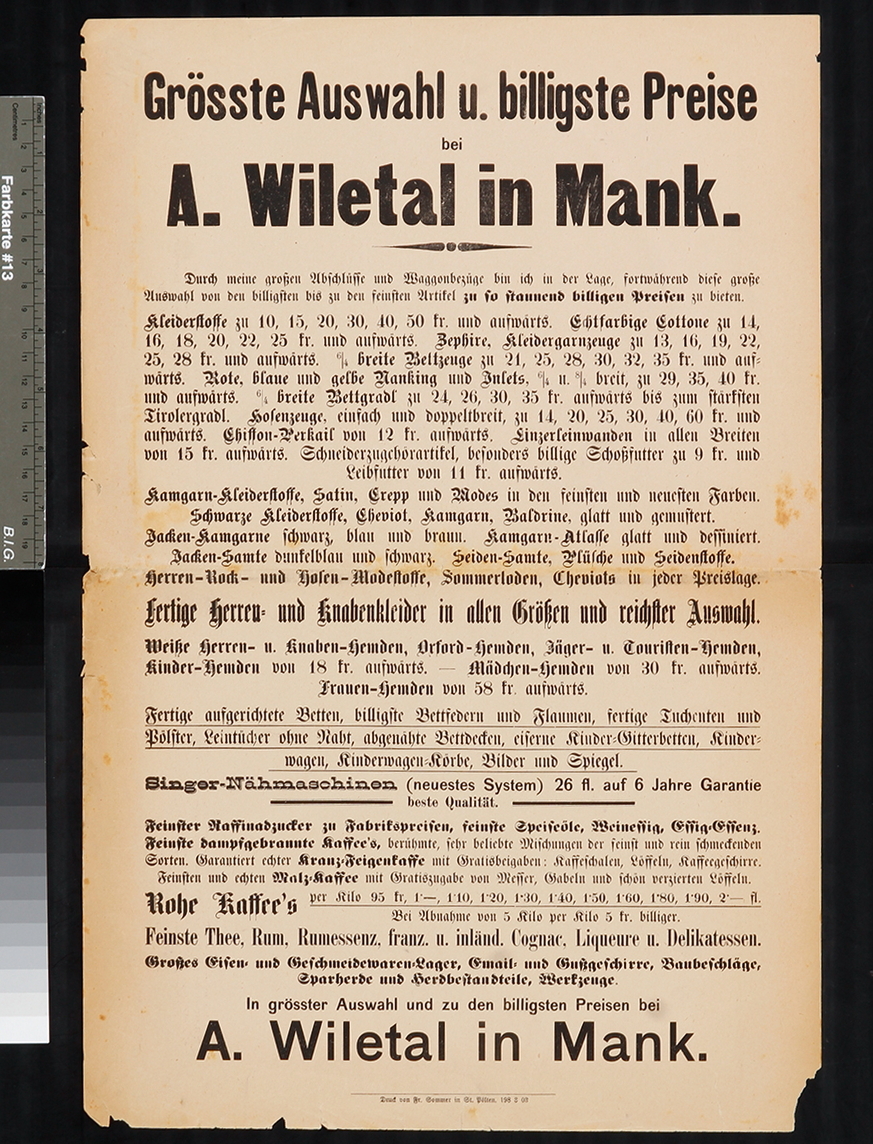 Grösste Auswahl u. billigste Preise
bei
A. Wiletal in Mank.
Durch meine großen Abschlüsse und Waggonbezüge bin ich in der Lage, fortwährend diese große
Auswahl von den billigsten bis zu den feinsten Artikel zu so staunend billigen Preisen zu bieten.
Kleiderstoffe zu 10, 15, 20, 30, 40, 50 kr. und aufwärts. Echtfarbige Cottone zu 14,
16, 18, 20, 22, 25 kr. und aufwärts. Zephire, Kleidergarnzeuge zu 13, 16, 19, 22,
25, 28 kr. und aufwärts. 6/4 breite Bettzeuge zu 21, 25, 28, 30, 32, 35 kr. und auf-
wärts. Rote, blaue und gelbe Nanking und Inlets, 6/4 u. 8/4 breit, zu 29, 35, 40 kr.
und aufwärts. 6/4 breite Bettgradl zu 24, 26, 30, 35 kr. aufwärts bis zum stärksten
Tirolergradl. Hosenzeuge, einfach und doppeltbreit, zu 14, 20, 25, 30, 40, 60 kr. und
aufwärts. Chiffon-Perkail von 12 kr. aufwärts. Linzerleinwanden in allen Breiten
von 15 kr. aufwärts. Schneiderzugehörartikel, besonders billige Schoßfutter zu 9 kr. und
Leibfutter von 11 kr. aufwärts.
Kamgarn-Kleiderstoffe, Satin, Crepp und Modes in den feinsten und neuesten Farben.
Schwarze Kleiderstoffe, Cheviot, Kamgarn, Baldrine, glatt und gemustert.
Jacken-Kamgarne schwarz, blau und braun. Kamgarn-Atlasse glatt und dessiniert.
Jacken-Samte dunkelblau und schwarz. Seiden-Samte, Plüsche und Seidenstoffe.
Herren-Rock- und Hosen-Modestoffe, Sommerloden, Cheviots in jeder Preislage.
Fertige Herren- und Knabenkleider in allen Größen und reichster Auswahl.
Weiße Herren- u. Knaben-Hemden, Oxford-Hemden, Jäger- u. Touristen-Hemden,
Kinder-Hemden von 18 kr. aufwärts. — Mädchen-Hemden von 30 kr. aufwärts.
Frauen-Hemden von 58 kr. aufwärts.
Fertige aufgerichtete Betten, billigste Bettfedern und Flaumen, fertige Tuchenten und
Pölster, Leintücher ohne Naht, abgenähte Bettdecken, eiserne Kinder-Gitterbetten, Kinder-
wagen, Kinderwagen-Körbe, Bilder und Spiegel.
Singer-Nähmaschinen (neuestes System) 26 fl. auf 6 Jahre Garantie
beste Qualität.
Feinster Raffinadzucker zu Fabrikspreisen, feinste Speiseöle, Weinessig, Essig-Essenz.
Feinste dampfgebrannte Kaffee's, berühmte, sehr beliebte Mischungen der feinst und rein schmeckenden
Sorten. Garantiert echter Kranz-Feigenkaffe mit Gratisbeigaben: Kaffeschalen, Löffeln, Kaffeegeschirre.
Feinsten und echten Malz-Kaffee mit Gratiszugabe von Messer, Gabeln und schön verzierten Löffeln.
Rohe Kaffee's per Kilo 95 kr, 1·—, 1·10, 1·20, 1·30, 1·40, 1·50, 1·60, 1·80, 1·90, 2·— fl.
Bei Abnahme von 5 Kilo per Kilo 5 kr. billiger.
Feinste Thee, Rum, Rumessenz, franz. u. inländ. Cognac, Liqueure u. Delikatessen.
Großes Eisen- und Geschmeidewaren-Lager, Email- und Gußgeschirre, Baubeschläge,
Sparherde und Herdbestandteile, Werkzeuge.
In grösster Auswahl und zu den billigsten Preisen bei
A. Wiletal in Mank.
Druck von Fr. Sommer in St. Pölten. 198 2 03
Farbkarte #13
B.I.G.
Centimetres
Inches